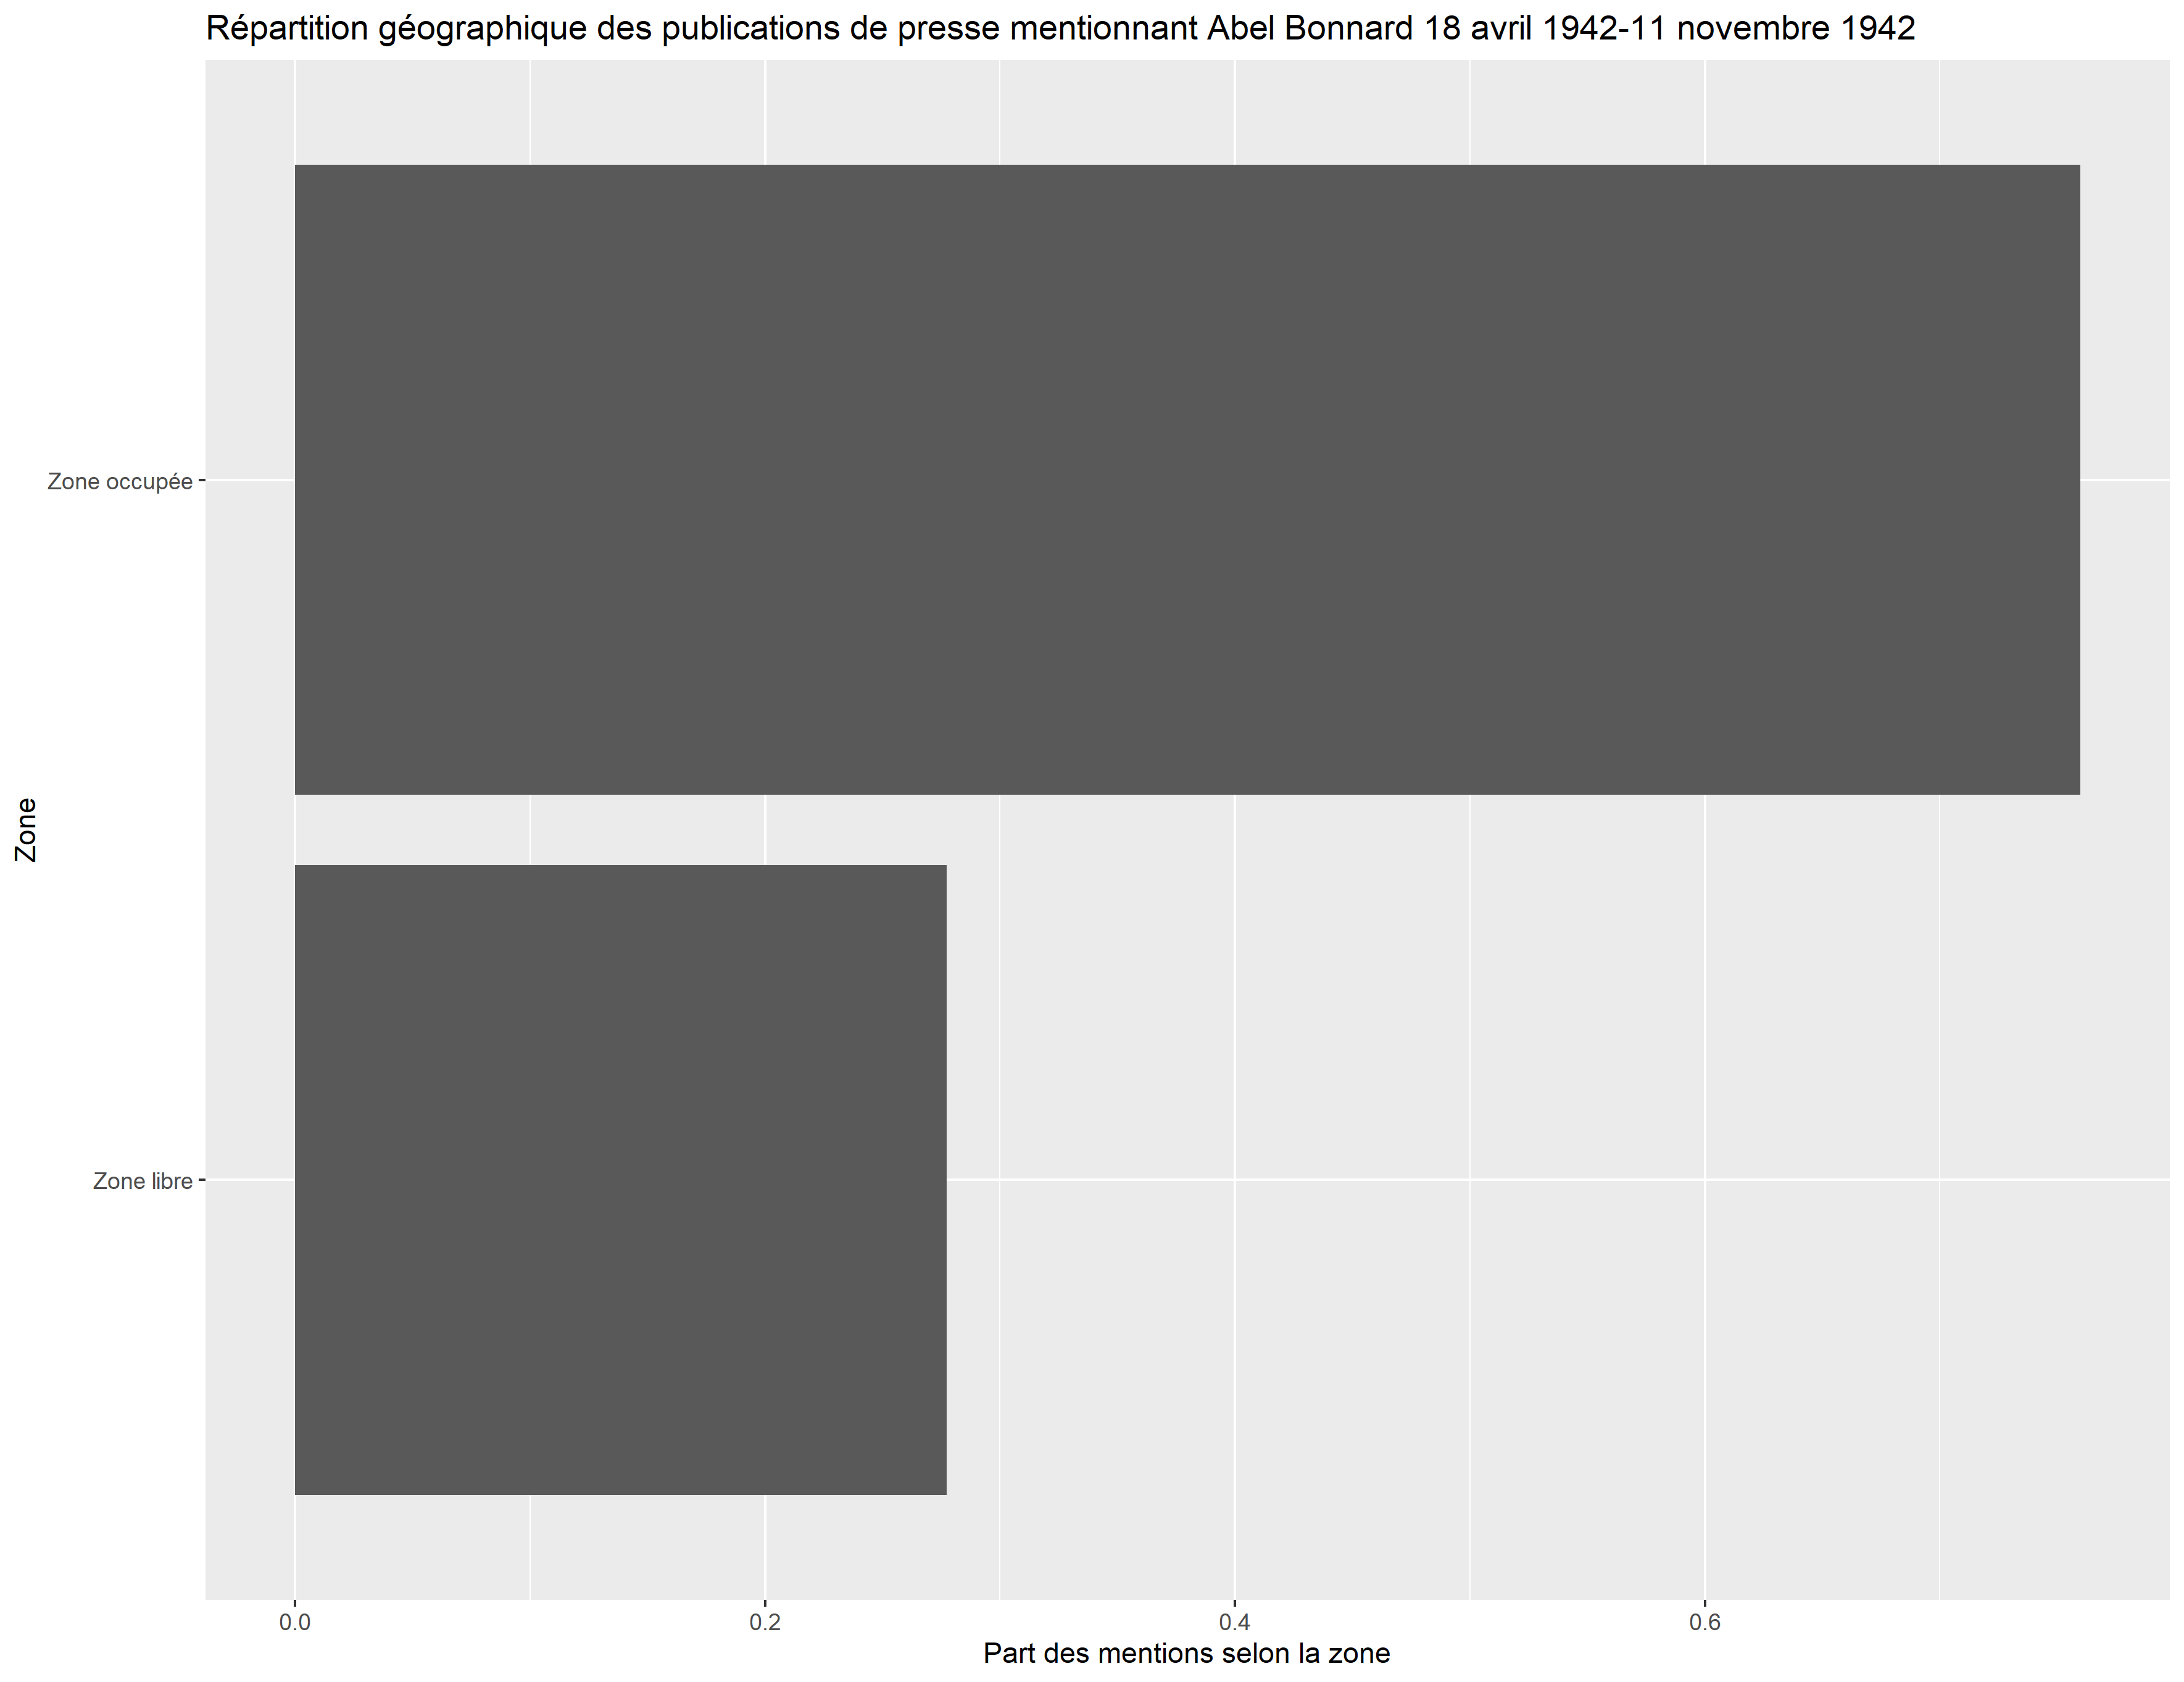 Répartition géographique des publications de presse mentionnant Abel Bonnard 18 avril 1942-11 novembre 1942
Zone
Zone occupée
Zone libre
0.0 0.2 0.4 0.6
Part des mentions selon la zone